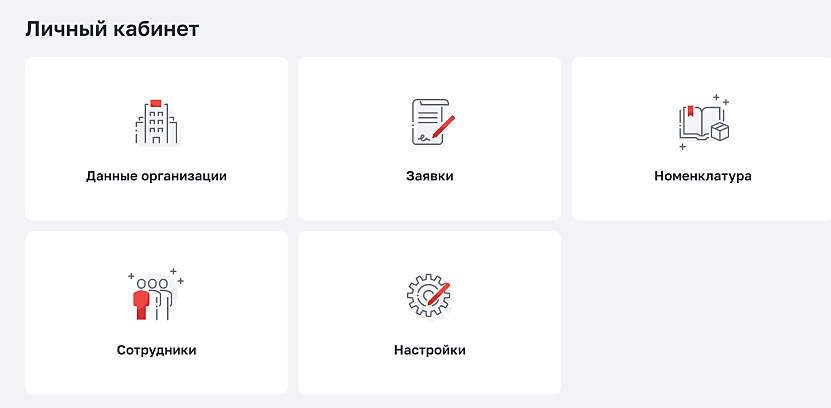 Личный кабинет
Данные организации
Заявки
Номенклатура
Сотрудники
Настройки